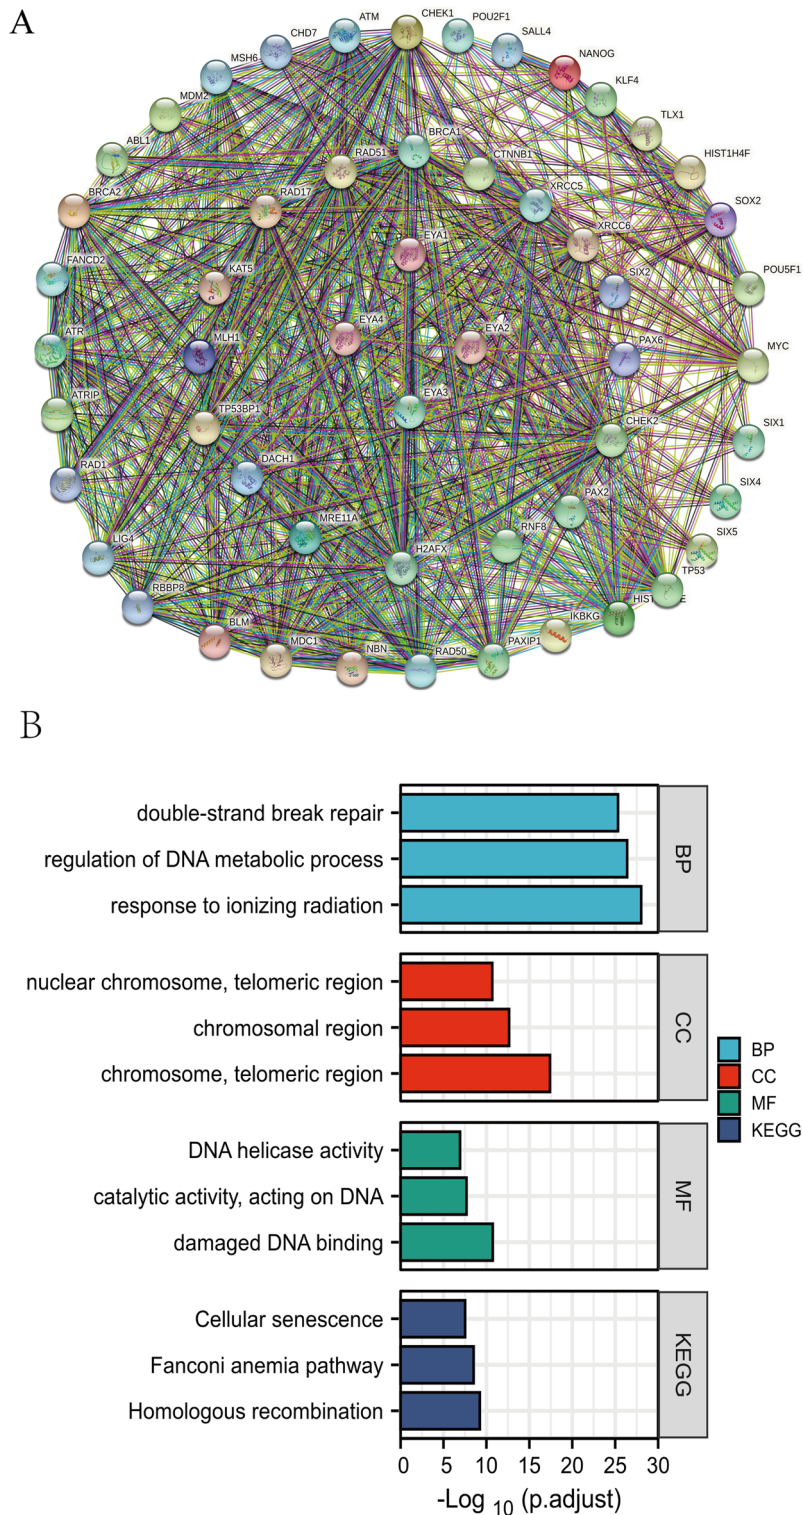 A
ATM
CHEK1
POU2F1
CHD7
SALL4
MSH6
NANOG
KLF4
MDM2
TLX1
ABL1
BRCA1
RAD51
CTNNB1
HIST1H4F
BRCA2
RAD17
XRCC5
SOX2
XRCC6
EYA1
FANCD2
KAT5
SIX2
POU5F1
EYA4
EYA2
ATR
MLH1
PAX6
MYC
ATRIP
TP53BP1
EYA3
CHEK2
SIX1
RAD1
DACH1
SIX4
PAX2
MRE11A
RNF8
SIX5
LIG4
H2AFX
TP53
RBBP8
BLM
MDC1
NBN
RAD50
PAXIP1
IKBKG
B
double-strand break repair
regulation of DNA metabolic process
response to ionizing radiation
BP
nuclear chromosome, telomeric region
chromosomal region
chromosome, telomeric region
CC
BP
CC
MF
KEGG
DNA helicase activity
catalytic activity, acting on DNA
damaged DNA binding
MF
Cellular senescence
Fanconi anemia pathway
Homologous recombination
KEGG
0 5 10 15 20 25 30
-Log 10 (p.adjust)